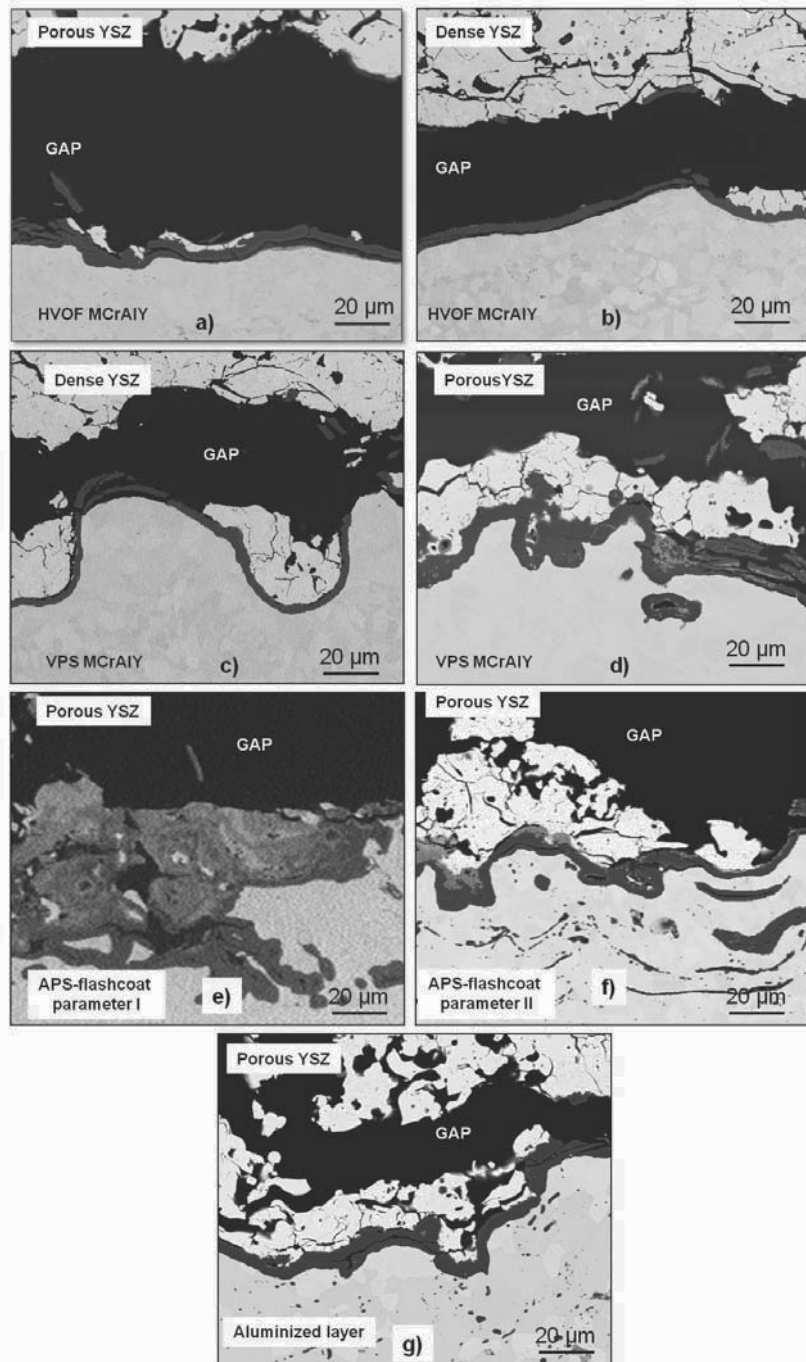 Porous YSZ
GAP
HVOF MCrAlY
a)
20 µm
Dense YSZ
GAP
HVOF MCrAlY
b)
20 µm
Dense YSZ
GAP
VPS MCrAlY
c)
20 µm
PorousYSZ
GAP
VPS MCrAlY
d)
20 µm
Porous YSZ
GAP
APS-flashcoat
parameter I
e)
20 µm
Porous YSZ
GAP
APS-flashcoat
parameter II
f)
20 µm
Porous YSZ
GAP
Aluminized layer
g)
20 µm